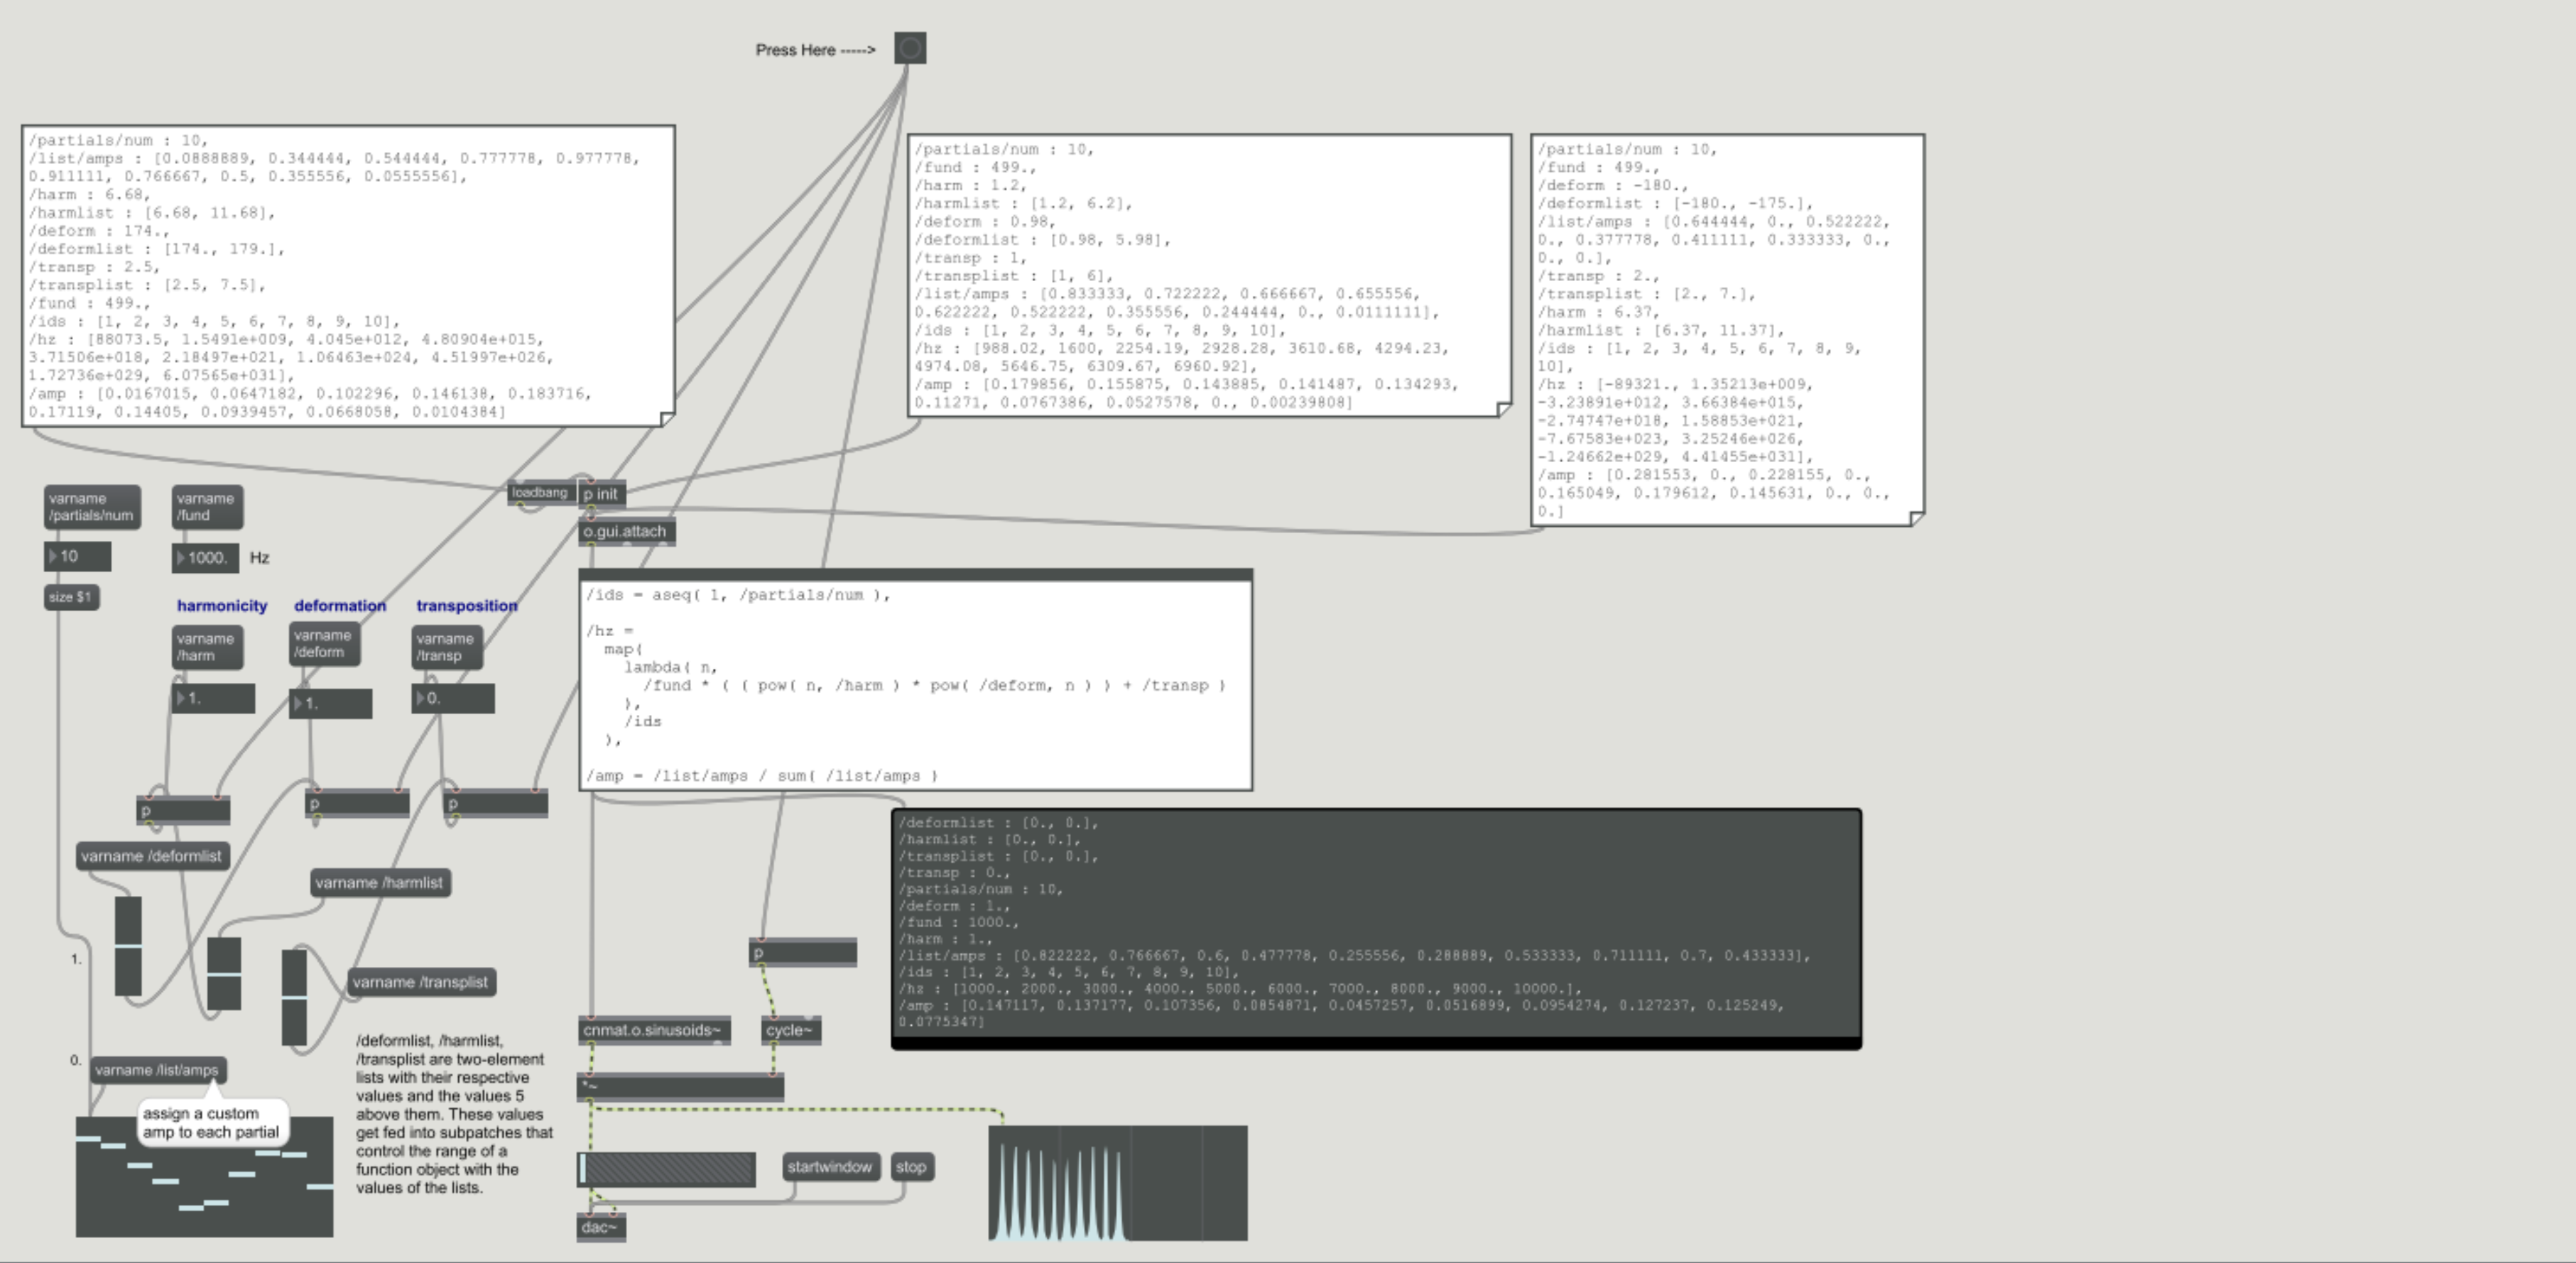 Press Here ----->
/partials/num : 10,
/list/amps : [0.0888889, 0.344444, 0.544444, 0.777778, 0.977778,
0.911111, 0.766667, 0.5, 0.355556, 0.0555556],
/harm : 6.68,
/harmlist : [6.68, 11.68],
/deform : 174.,
/deformlist : [174., 179.],
/transp : 2.5,
/transplist : [2.5, 7.5],
/fund : 499.,
/ids : [1, 2, 3, 4, 5, 6, 7, 8, 9, 10],
/hz : [88073.5, 1.5491e+009, 4.045e+012, 4.80904e+015,
3.71506e+018, 2.18497e+021, 1.06463e+024, 4.51997e+026,
1.72736e+029, 6.07565e+031],
/amp : [0.0167015, 0.0647182, 0.102296, 0.146138, 0.183716,
0.17119, 0.14405, 0.0939457, 0.0668058, 0.0104384]
/partials/num : 10,
/fund : 499.,
/harm : 1.2,
/harmlist : [1.2, 6.2],
/deform : 0.98,
/deformlist : [0.98, 5.98],
/transp : 1,
/transplist : [1, 6],
/list/amps : [0.833333, 0.722222, 0.666667, 0.655556,
0.622222, 0.522222, 0.355556, 0.244444, 0., 0.0111111],
/ids : [1, 2, 3, 4, 5, 6, 7, 8, 9, 10],
/hz : [988.02, 1600, 2254.19, 2928.28, 3610.68, 4294.23,
4974.08, 5646.75, 6309.67, 6960.92],
/amp : [0.179856, 0.155875, 0.143885, 0.141487, 0.134293,
0.11271, 0.0767386, 0.0527578, 0., 0.00239808]
/partials/num : 10,
/fund : 499.,
/deform : -180.,
/deformlist : [-180., -175.],
/list/amps : [0.644444, 0., 0.522222,
0., 0.377778, 0.411111, 0.333333, 0.,
0., 0.],
/transp : 2.,
/transplist : [2., 7.],
/harm : 6.37,
/harmlist : [6.37, 11.37],
/ids : [1, 2, 3, 4, 5, 6, 7, 8, 9,
10],
/hz : [-89321., 1.35213e+009,
-3.23891e+012, 3.66384e+015,
-2.74747e+018, 1.58853e+021,
-7.67583e+023, 3.25246e+026,
-1.24662e+029, 4.41455e+031],
/amp : [0.281553, 0., 0.228155, 0.,
0.165049, 0.179612, 0.145631, 0., 0.,
0.]
loadbang
p init
o.gui.attach
varname
/partials/num
varname
/fund
10
1000.
Hz
size $1
harmonicity
deformation
transposition
varname
/harm
varname
/deform
varname
/transp
1.
1.
0.
/ids = aseq( 1, /partials/num ),
/hz =
map(
lambda( n,
/fund * ( ( pow( n, /harm ) * pow( /deform, n ) ) + /transp )
),
/ids
),
/amp = /list/amps / sum( /list/amps )
p
p
p
varname /deformlist
varname /harmlist
varname /transplist
1.
0.
varname /list/amps
assign a custom
amp to each partial
/deformlist, /harmlist,
/transplist are two-element
lists with their respective
values and the values 5
above them. These values
get fed into subpatches that
control the range of a
function object with the
values of the lists.
/deformlist : [0., 0.],
/harmlist : [0., 0.],
/transplist : [0., 0.],
/transp : 0.,
/partials/num : 10,
/deform : 1.,
/fund : 1000.,
/harm : 1.,
/list/amps : [0.822222, 0.766667, 0.6, 0.477778, 0.255556, 0.288889, 0.533333, 0.711111, 0.7, 0.433333],
/ids : [1, 2, 3, 4, 5, 6, 7, 8, 9, 10],
/hz : [1000., 2000., 3000., 4000., 5000., 6000., 7000., 8000., 9000., 10000.],
/amp : [0.147117, 0.137177, 0.107356, 0.0854871, 0.0457257, 0.0516899, 0.0954274, 0.127237, 0.125249,
0.0775347]
p
cnmat.o.sinusoids~
cycle~
*~
startwindow
stop
dac~